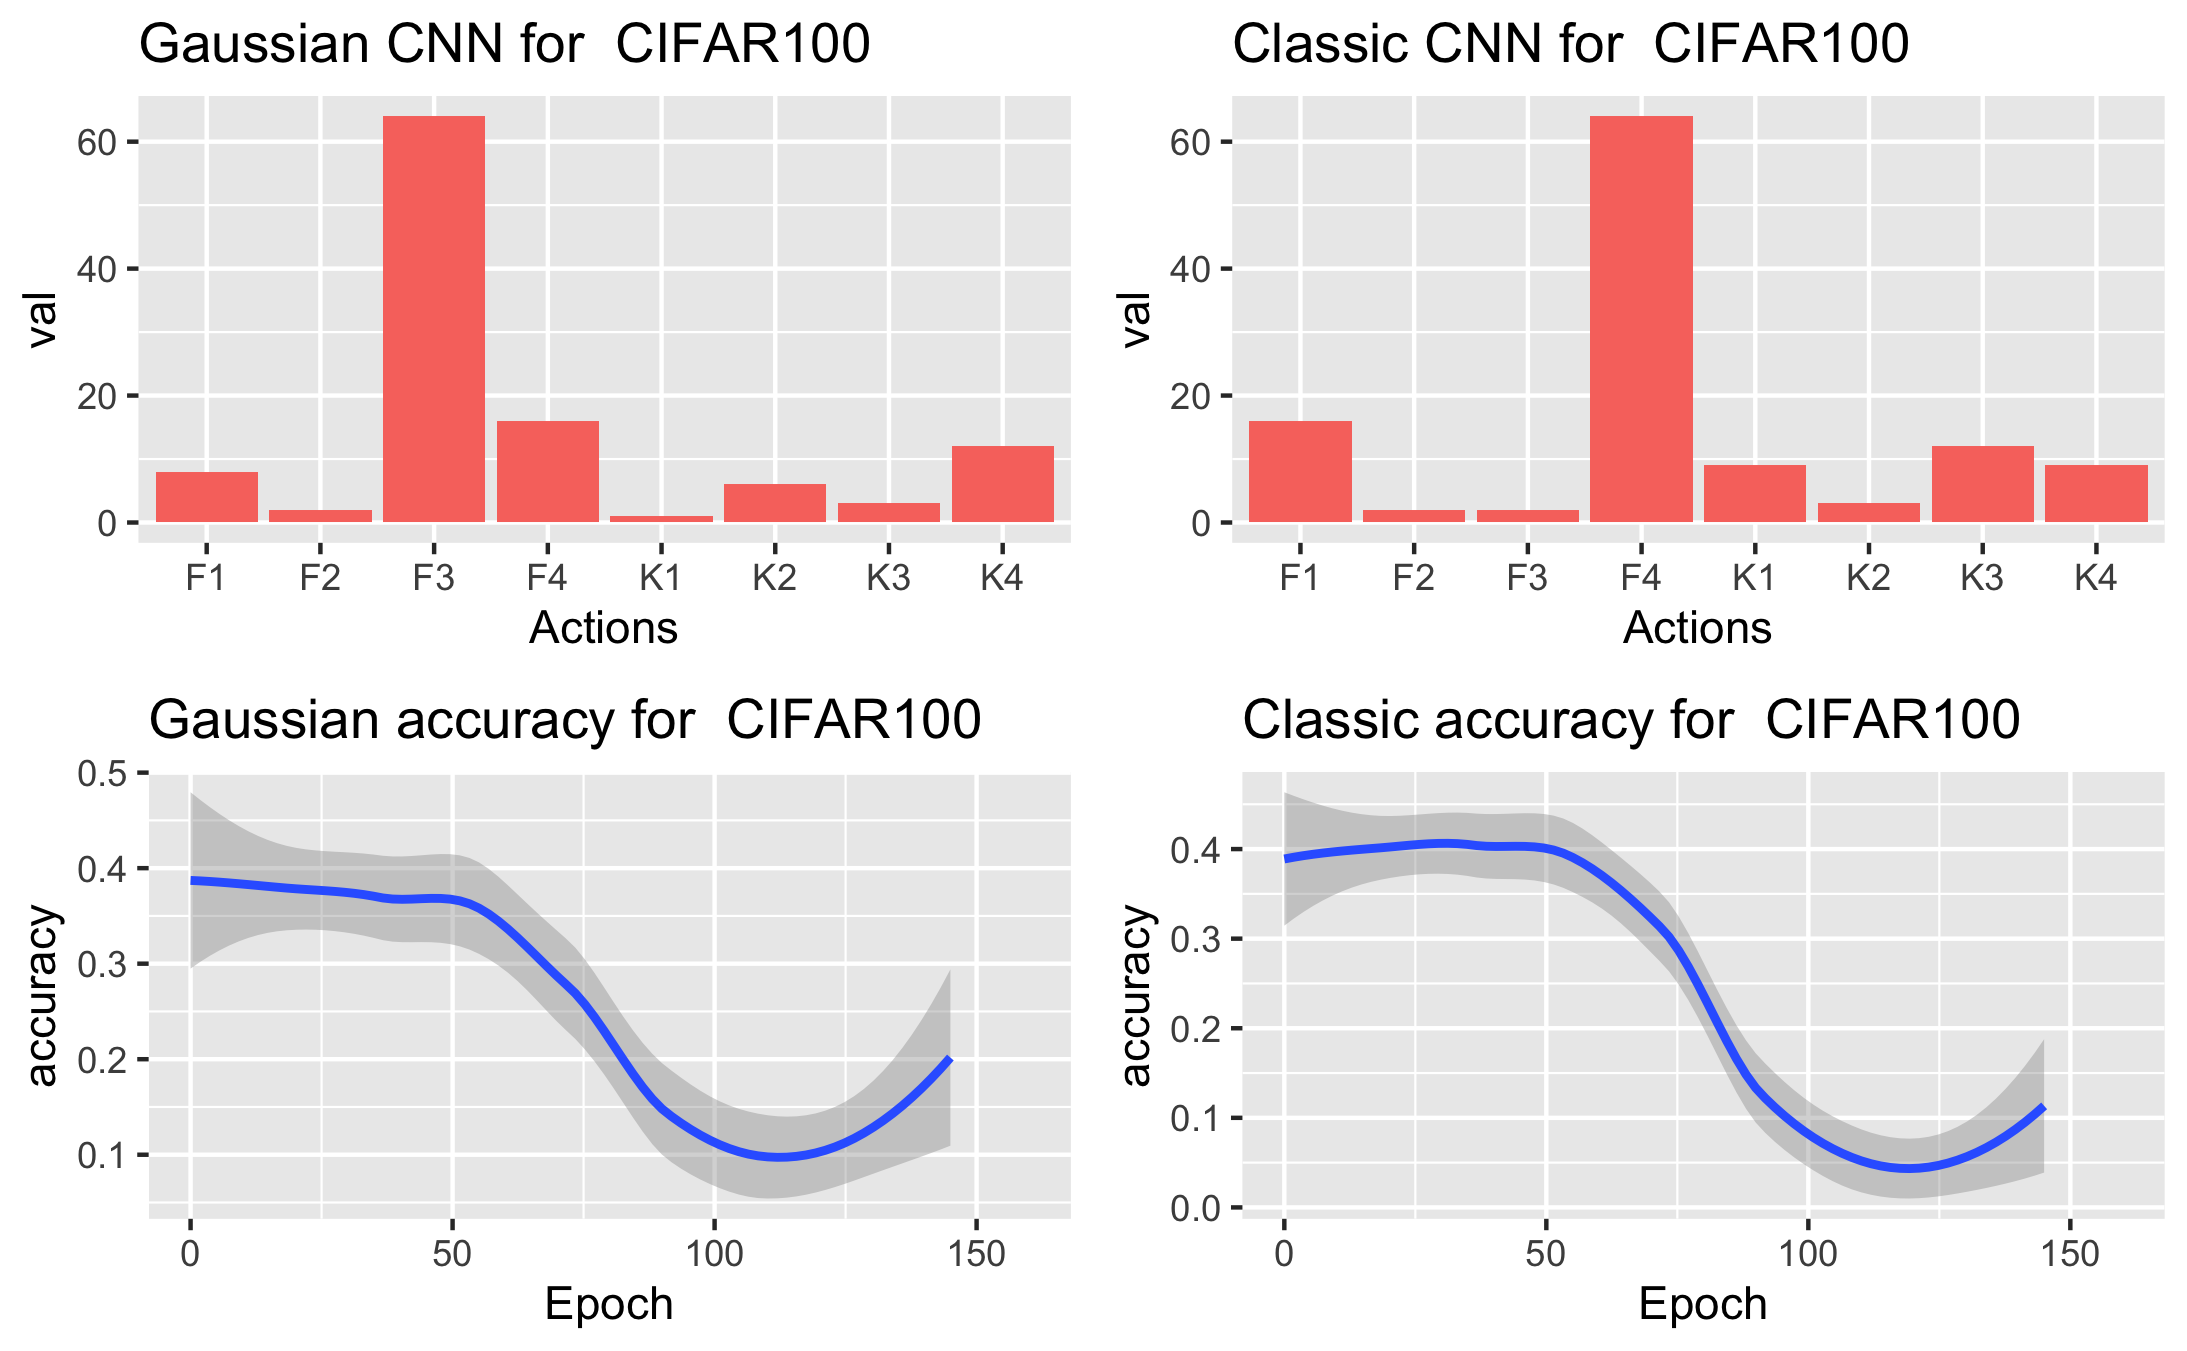 Gaussian CNN for  CIFAR100
60
40
20
0
val
F1 F2 F3 F4 K1 K2 K3 K4
Actions
Classic CNN for  CIFAR100
60
40
20
0
val
F1 F2 F3 F4 K1 K2 K3 K4
Actions
Gaussian accuracy for  CIFAR100
0.5
0.4
0.3
0.2
0.1
accuracy
0 50 100 150
Epoch
Classic accuracy for  CIFAR100
0.4
0.3
0.2
0.1
0.0
accuracy
0 50 100 150
Epoch